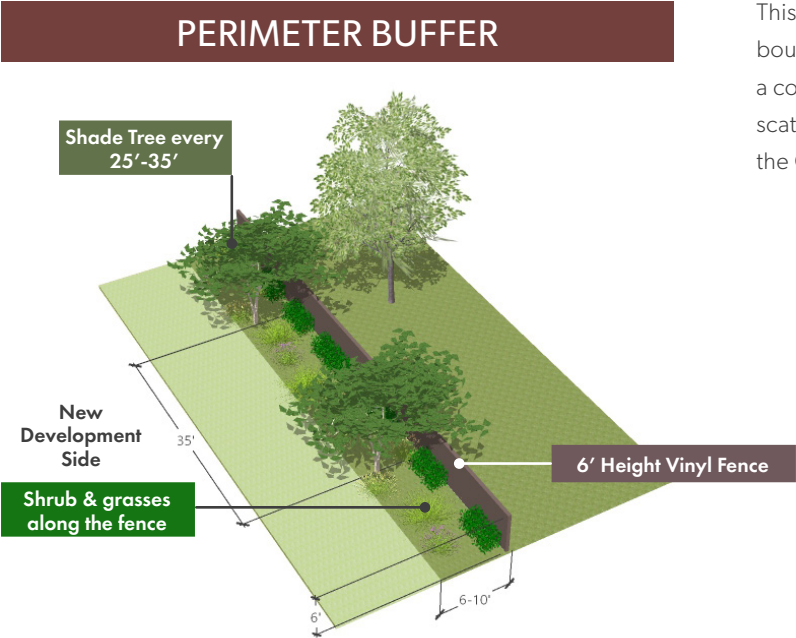 PERIMETER BUFFER
This
bou
a co
scat
the
Shade Tree every
25’-35’
New
Development
Side
35'
Shrub & grasses
along the fence
6’ Height Vinyl Fence
6-10'
6'